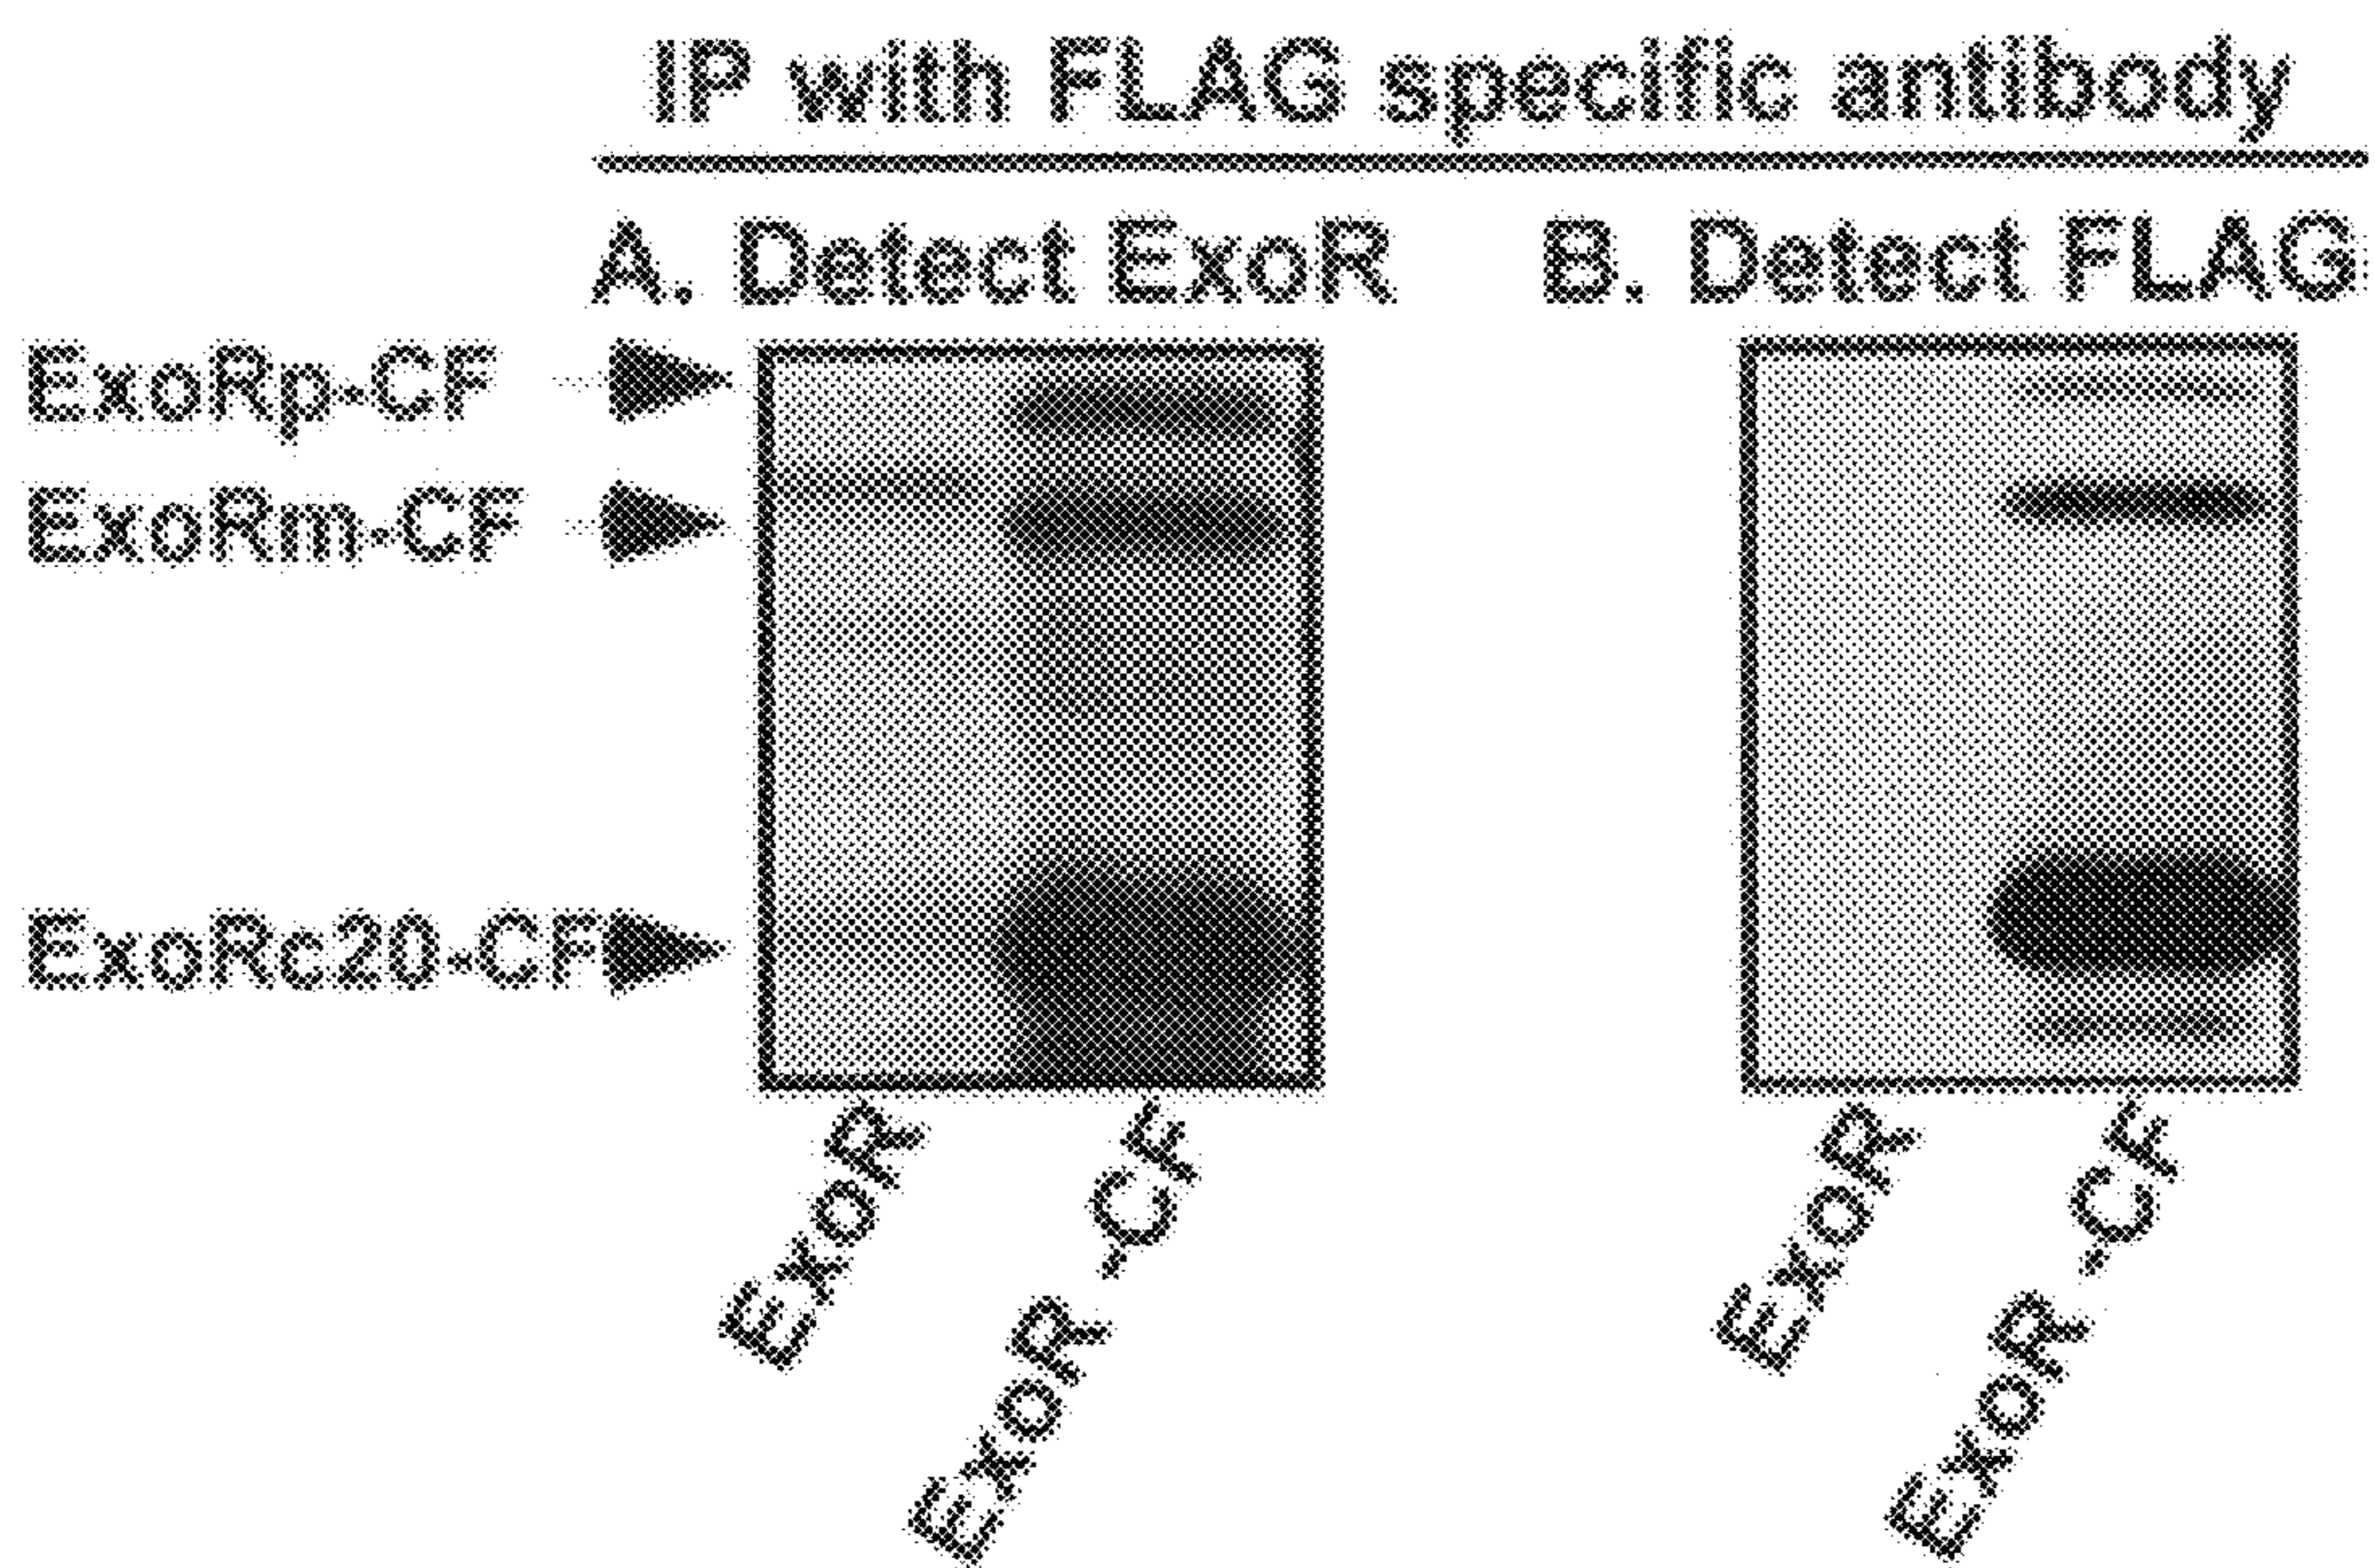 IP with FLAG specific antibody
A. Detect ExoR
B. Detect FLAG
ExoRp-CF
ExoRm-CF
ExoRc20-CF
ExoR
ExoR -CF
ExoR
ExoR -CF